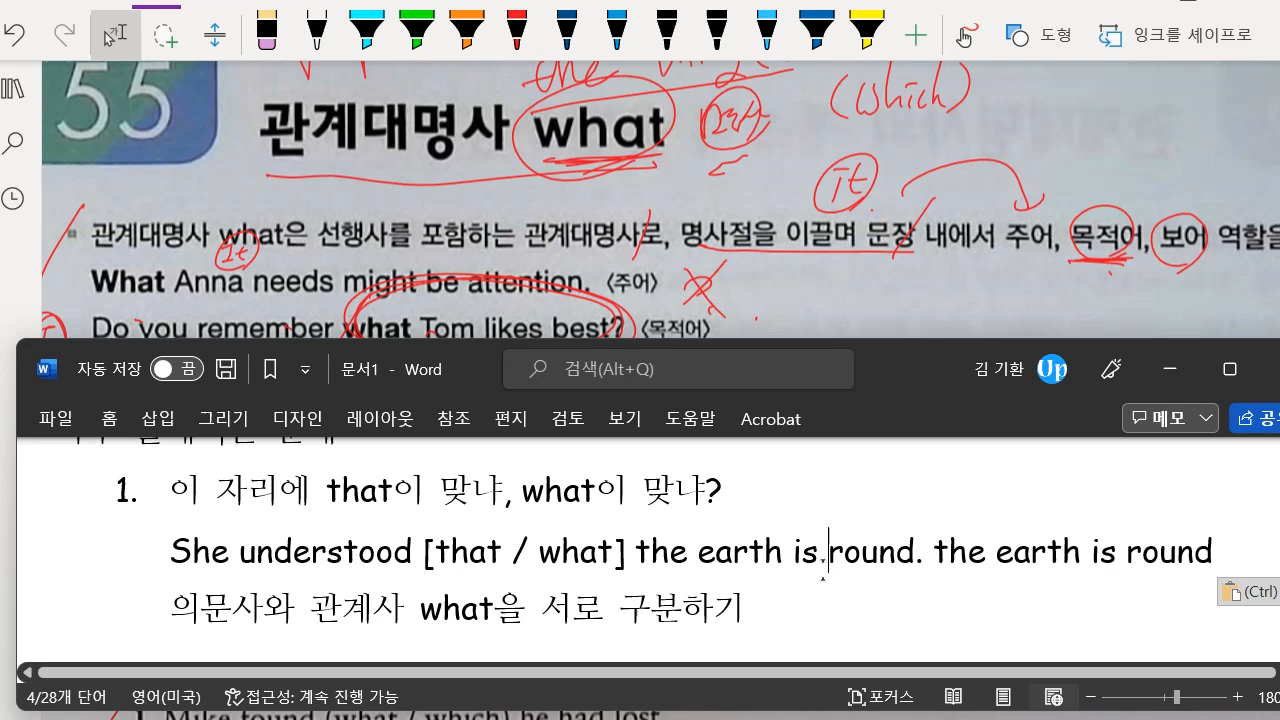 도형
잉크를 셰이프로
55
관계대명사 what
(which)
It
관계대명사 what은 선행사를 포함하는 관계대명사로, 명사절을 이끌며 문장 내에서 주어, 목적어, 보어 역할을
It
What Anna needs might be attention. <주어>
Do you remember what Tom likes best? <목적어>
자동 저장 끔 문서1 - Word 검색(Alt+Q) 김 기환 Up
파일 홈 삽입 그리기 디자인 레이아웃 참조 편지 검토 보기 도움말 Acrobat 메모
1. 이 자리에 that이 맞냐, what이 맞냐?
She understood [that / what] the earth is round. the earth is round
(Ctrl)
의문사와 관계사 what을 서로 구분하기
4/28개 단어 영어(미국) 접근성: 계속 진행 가능 포커스 180
1. Mike found (what / which) he had lost.